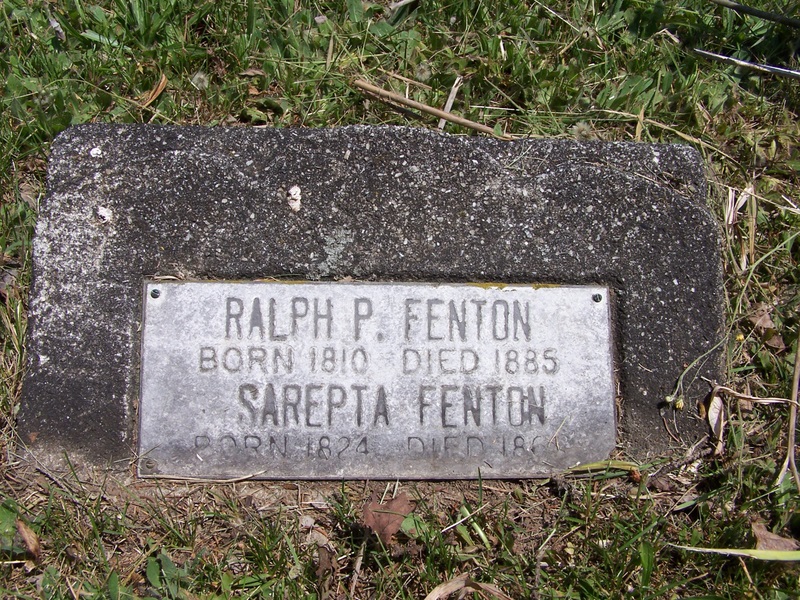 RALPH P. FENTON
BORN 1810 DIED 1885
SAREPTA FENTON
BORN 1824 DIED